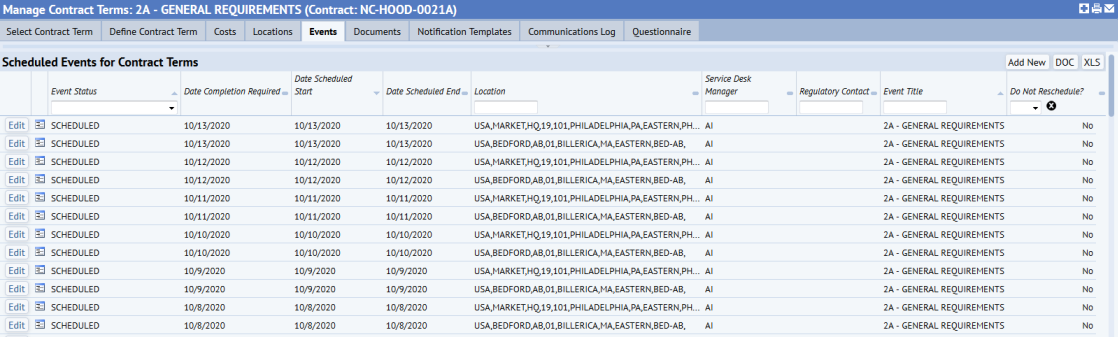 Manage Contract Terms: 2A - GENERAL REQUIREMENTS (Contract: NC-HOOD-0021A)
Select Contract Term Define Contract Term Costs Locations Events Documents Notification Templates Communications Log Questionnaire
Scheduled Events for Contract Terms Add New DOC XLS
Event Status Date Completion Required Date Scheduled Start Date Scheduled End Location Service Desk Manager Regulatory Contact Event Title Do Not Reschedule?
Edit SCHEDULED 10/13/2020 10/13/2020 10/13/2020 USA,MARKET,HQ,19,101,PHILADELPHIA,PA,EASTERN,PH... AI 2A - GENERAL REQUIREMENTS No
Edit SCHEDULED 10/13/2020 10/13/2020 10/13/2020 USA,BEDFORD,AB,01,BILLERICA,MA,EASTERN,BED-AB, AI 2A - GENERAL REQUIREMENTS No
Edit SCHEDULED 10/12/2020 10/12/2020 10/12/2020 USA,MARKET,HQ,19,101,PHILADELPHIA,PA,EASTERN,PH... AI 2A - GENERAL REQUIREMENTS No
Edit SCHEDULED 10/12/2020 10/12/2020 10/12/2020 USA,BEDFORD,AB,01,BILLERICA,MA,EASTERN,BED-AB, AI 2A - GENERAL REQUIREMENTS No
Edit SCHEDULED 10/11/2020 10/11/2020 10/11/2020 USA,MARKET,HQ,19,101,PHILADELPHIA,PA,EASTERN,PH... AI 2A - GENERAL REQUIREMENTS No
Edit SCHEDULED 10/11/2020 10/11/2020 10/11/2020 USA,BEDFORD,AB,01,BILLERICA,MA,EASTERN,BED-AB, AI 2A - GENERAL REQUIREMENTS No
Edit SCHEDULED 10/10/2020 10/10/2020 10/10/2020 USA,MARKET,HQ,19,101,PHILADELPHIA,PA,EASTERN,PH... AI 2A - GENERAL REQUIREMENTS No
Edit SCHEDULED 10/10/2020 10/10/2020 10/10/2020 USA,BEDFORD,AB,01,BILLERICA,MA,EASTERN,BED-AB, AI 2A - GENERAL REQUIREMENTS No
Edit SCHEDULED 10/9/2020 10/9/2020 10/9/2020 USA,MARKET,HQ,19,101,PHILADELPHIA,PA,EASTERN,PH... AI 2A - GENERAL REQUIREMENTS No
Edit SCHEDULED 10/9/2020 10/9/2020 10/9/2020 USA,BEDFORD,AB,01,BILLERICA,MA,EASTERN,BED-AB, AI 2A - GENERAL REQUIREMENTS No
Edit SCHEDULED 10/8/2020 10/8/2020 10/8/2020 USA,MARKET,HQ,19,101,PHILADELPHIA,PA,EASTERN,PH... AI 2A - GENERAL REQUIREMENTS No
Edit SCHEDULED 10/8/2020 10/8/2020 10/8/2020 USA,BEDFORD,AB,01,BILLERICA,MA,EASTERN,BED-AB, AI 2A - GENERAL REQUIREMENTS No